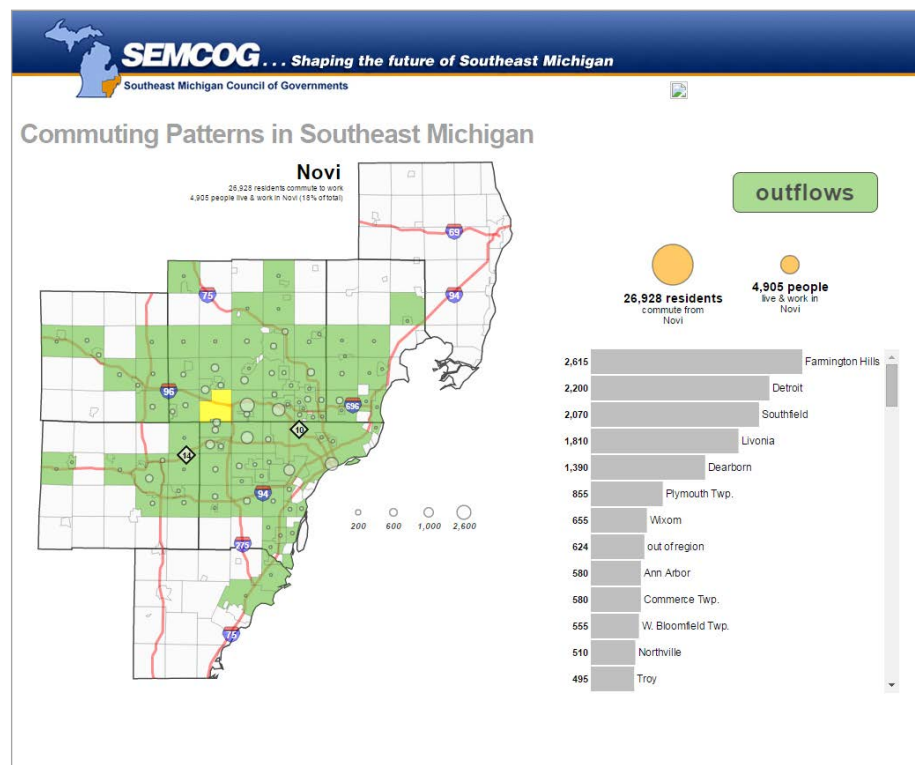 SEMCOG . . . Shaping the future of Southeast Michigan
Southeast Michigan Council of Governments
Commuting Patterns in Southeast Michigan
Novi
26,928 residents commute to work
4,905 people live & work in Novi (18% of total)
outflows
26,928 residents
commute from
Novi
4,905 people
live & work in
Novi
69
75
94
96
696
10
14
94
275
75
200
600
1,000
2,600
2,615 Farmington Hills
2,200 Detroit
2,070 Southfield
1,810 Livonia
1,390 Dearborn
855 Plymouth Twp.
655 Wixom
624 out of region
580 Ann Arbor
580 Commerce Twp.
555 W. Bloomfield Twp.
510 Northville
495 Troy